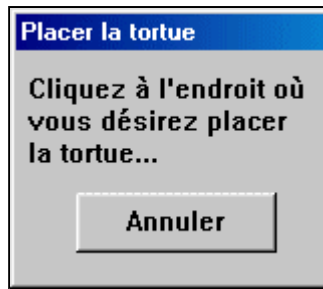 Placer la tortue
Cliquez à l'endroit où
vous désirez placer
la tortue...
Annuler